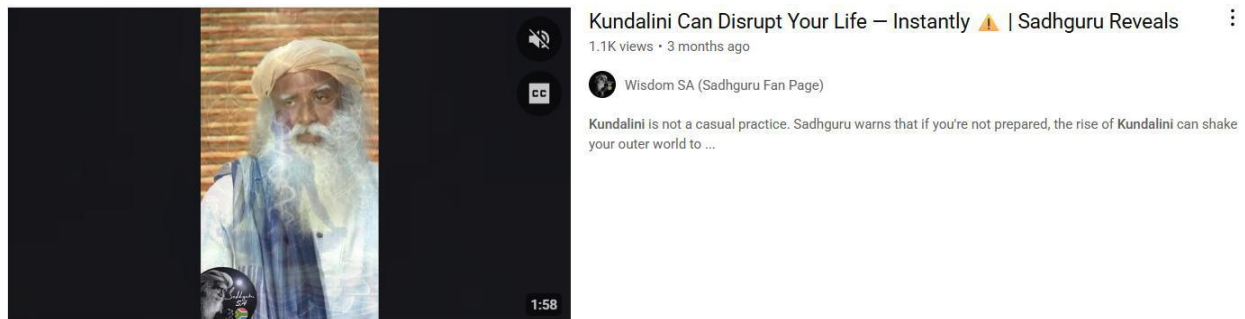 Kundalini Can Disrupt Your Life — Instantly ⚠️ | Sadhguru Reveals
1.1K views • 3 months ago
Wisdom SA (Sadhguru Fan Page)
Kundalini is not a casual practice. Sadhguru warns that if you're not prepared, the rise of Kundalini can shake
your outer world to ...
CC
Sadhguru
SA
1:58